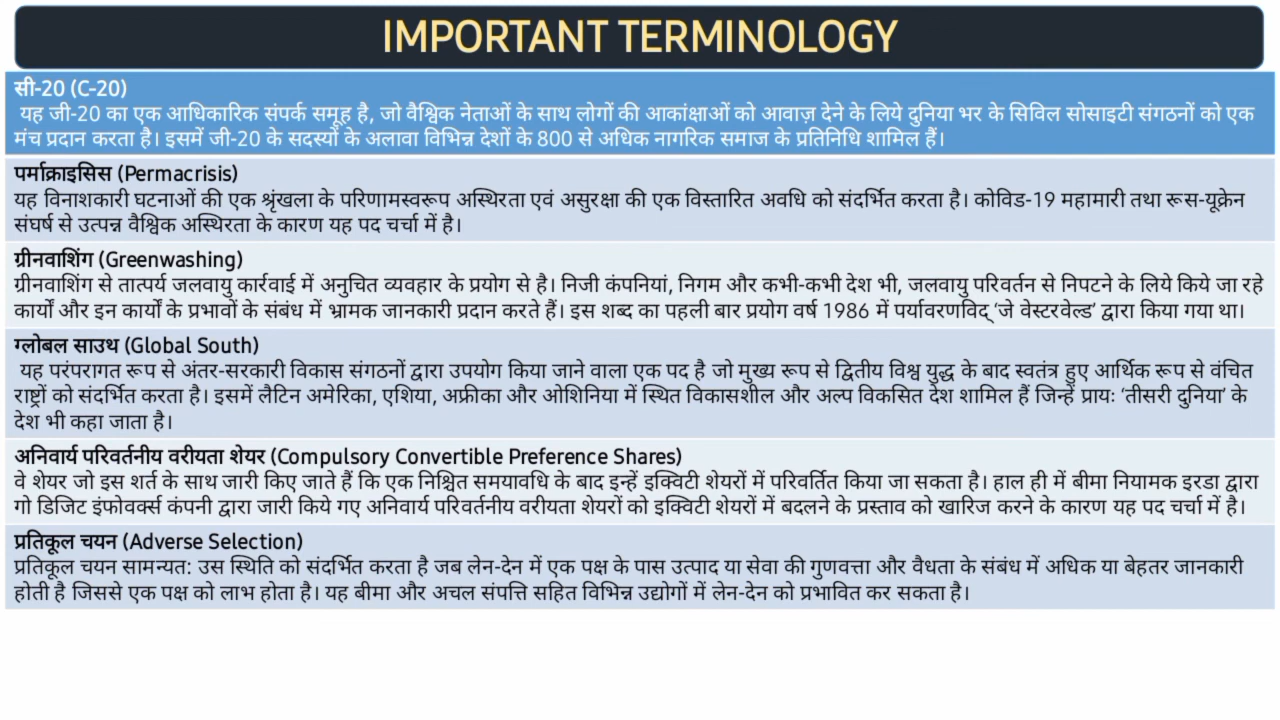 IMPORTANT TERMINOLOGY
सी-20 (C-20)
यह जी-20 का एक आधिकारिक संपर्क समूह है, जो वैश्विक नेताओं के साथ लोगों की आकांक्षाओं को आवाज़ देने के लिये दुनिया भर के सिविल सोसाइटी संगठनों को एक
मंच प्रदान करता है। इसमें जी-20 के सदस्यों के अलावा विभिन्न देशों के 800 से अधिक नागरिक समाज के प्रतिनिधि शामिल हैं।
पर्माक्राइसिस (Permacrisis)
यह विनाशकारी घटनाओं की एक श्रृंखला के परिणामस्वरूप अस्थिरता एवं असुरक्षा की एक विस्तारित अवधि को संदर्भित करता है। कोविड-19 महामारी तथा रूस-यूक्रेन
संघर्ष से उत्पन्न वैश्विक अस्थिरता के कारण यह पद चर्चा में है।
ग्रीनवाशिंग (Greenwashing)
ग्रीनवाशिंग से तात्पर्य जलवायु कार्रवाई में अनुचित व्यवहार के प्रयोग से है। निजी कंपनियां, निगम और कभी-कभी देश भी, जलवायु परिवर्तन से निपटने के लिये किये जा रहे
कार्यों और इन कार्यों के प्रभावों के संबंध में भ्रामक जानकारी प्रदान करते हैं। इस शब्द का पहली बार प्रयोग वर्ष 1986 में पर्यावरणविद् ‘जे वेस्टरवेल्ड’ द्वारा किया गया था।
ग्लोबल साउथ (Global South)
यह परंपरागत रूप से अंतर-सरकारी विकास संगठनों द्वारा उपयोग किया जाने वाला एक पद है जो मुख्य रूप से द्वितीय विश्व युद्ध के बाद स्वतंत्र हुए आर्थिक रूप से वंचित
राष्ट्रों को संदर्भित करता है। इसमें लैटिन अमेरिका, एशिया, अफ्रीका और ओशिनिया में स्थित विकासशील और अल्प विकसित देश शामिल हैं जिन्हें प्रायः ‘तीसरी दुनिया’ के
देश भी कहा जाता है।
अनिवार्य परिवर्तनीय वरीयता शेयर (Compulsory Convertible Preference Shares)
वे शेयर जो इस शर्त के साथ जारी किए जाते हैं कि एक निश्चित समयावधि के बाद इन्हें इक्विटी शेयरों में परिवर्तित किया जा सकता है। हाल ही में बीमा नियामक इरडा द्वारा
गो डिजिट इंफोवर्क्स कंपनी द्वारा जारी किये गए अनिवार्य परिवर्तनीय वरीयता शेयरों को इक्विटी शेयरों में बदलने के प्रस्ताव को खारिज करने के कारण यह पद चर्चा में है।
प्रतिकूल चयन (Adverse Selection)
प्रतिकूल चयन सामन्यत: उस स्थिति को संदर्भित करता है जब लेन-देन में एक पक्ष के पास उत्पाद या सेवा की गुणवत्ता और वैधता के संबंध में अधिक या बेहतर जानकारी
होती है जिससे एक पक्ष को लाभ होता है। यह बीमा और अचल संपत्ति सहित विभिन्न उद्योगों में लेन-देन को प्रभावित कर सकता है।